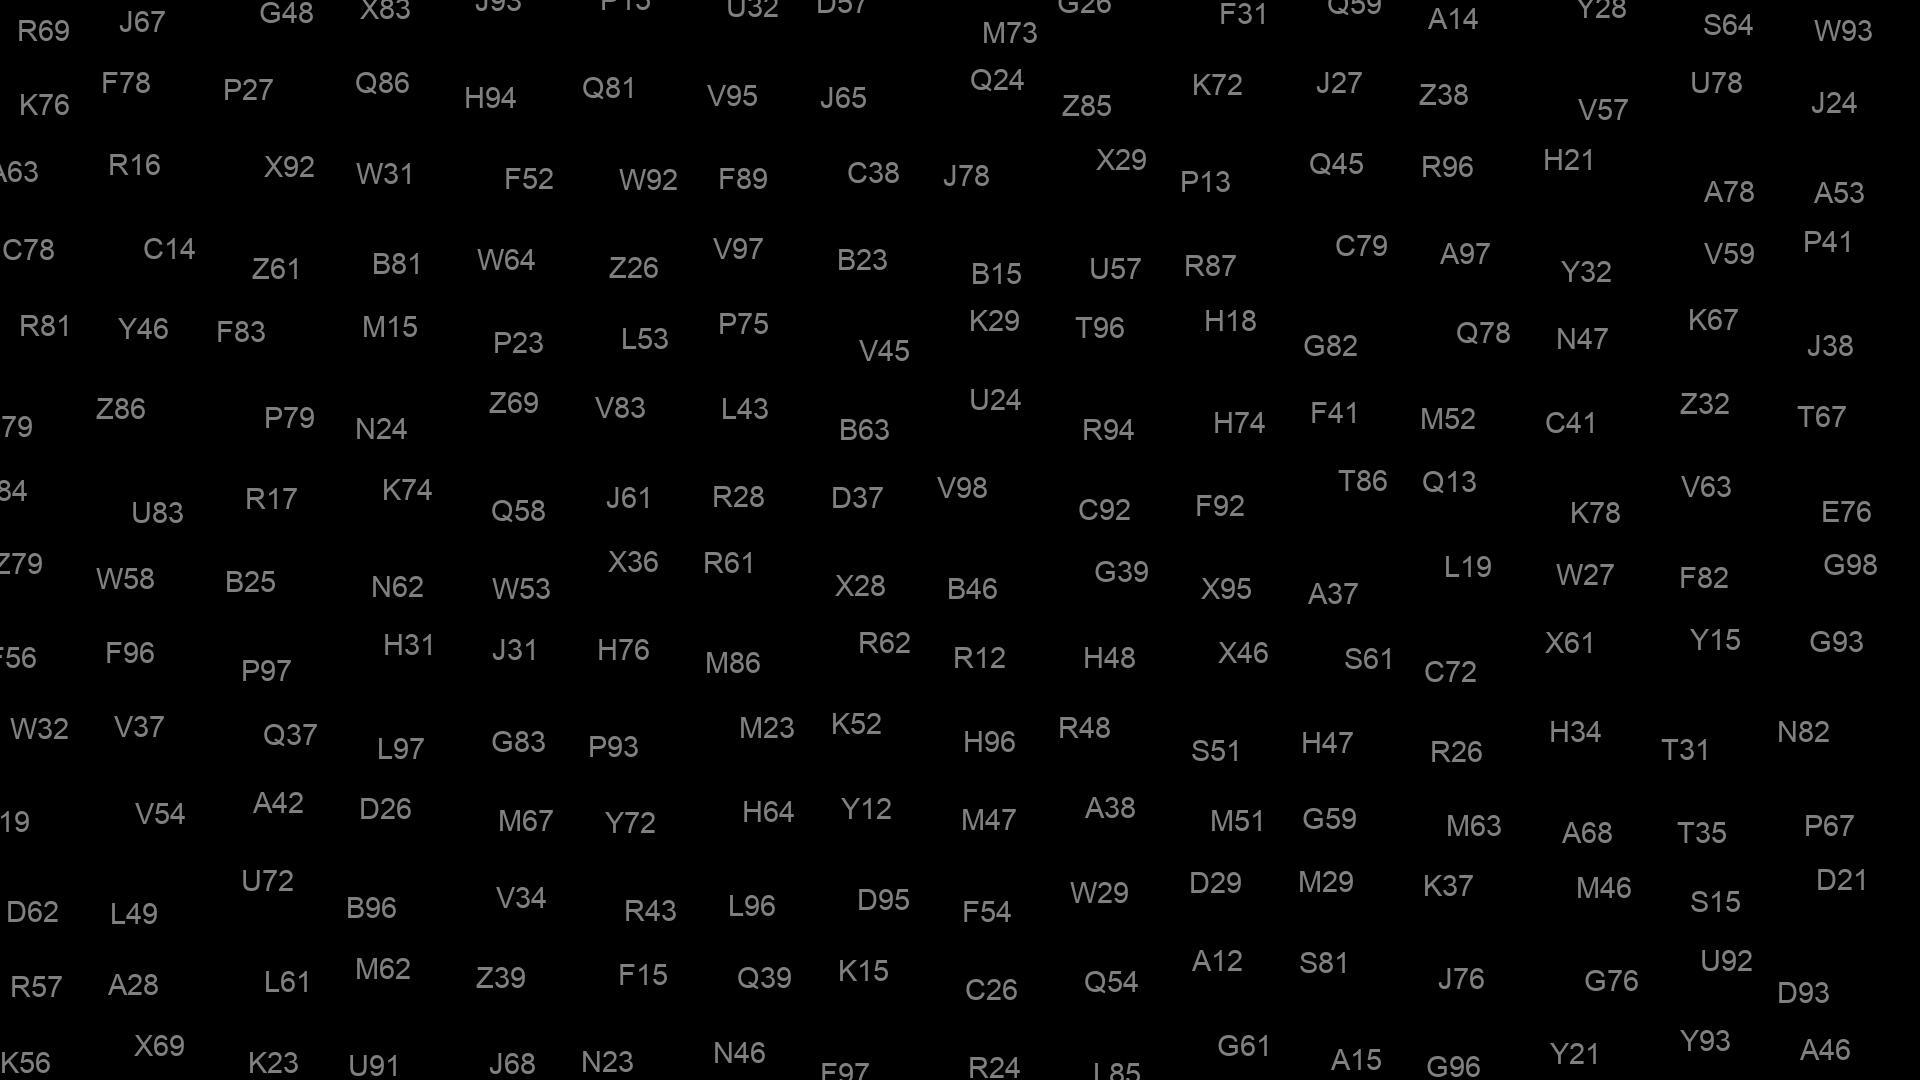 R69 J67 G48 X83 J93 P15 U32 D57 M73 G26 F31 Q59 A14 Y28 S64 W93
K76 F78 P27 Q86 H94 Q81 V95 J65 Q24 Z85 K72 J27 Z38 V57 U78 J24
A63 R16 X92 W31 F52 W92 F89 C38 J78 X29 P13 Q45 R96 H21 A78 A53
C78 C14 Z61 B81 W64 Z26 V97 B23 B15 U57 R87 C79 A97 Y32 V59 P41
R81 Y46 F83 M15 P23 L53 P75 V45 K29 T96 H18 G82 Q78 N47 K67 J38
79 Z86 P79 N24 Z69 V83 L43 B63 U24 R94 H74 F41 M52 C41 Z32 T67
84 U83 R17 K74 Q58 J61 R28 D37 V98 C92 F92 T86 Q13 K78 V63 E76
Z79 W58 B25 N62 W53 X36 R61 X28 B46 G39 X95 A37 L19 W27 F82 G98
F56 F96 P97 H31 J31 H76 M86 R62 R12 H48 X46 S61 C72 X61 Y15 G93
W32 V37 Q37 L97 G83 P93 M23 K52 H96 R48 S51 H47 R26 H34 T31 N82
19 V54 A42 D26 M67 Y72 H64 Y12 M47 A38 M51 G59 M63 A68 T35 P67
D62 L49 U72 B96 V34 R43 L96 D95 F54 W29 D29 M29 K37 M46 S15 D21
R57 A28 L61 M62 Z39 F15 Q39 K15 C26 Q54 A12 S81 J76 G76 U92 D93
K56 X69 K23 U91 J68 N23 N46 R24 L85 G61 A15 G96 Y21 Y93 A46